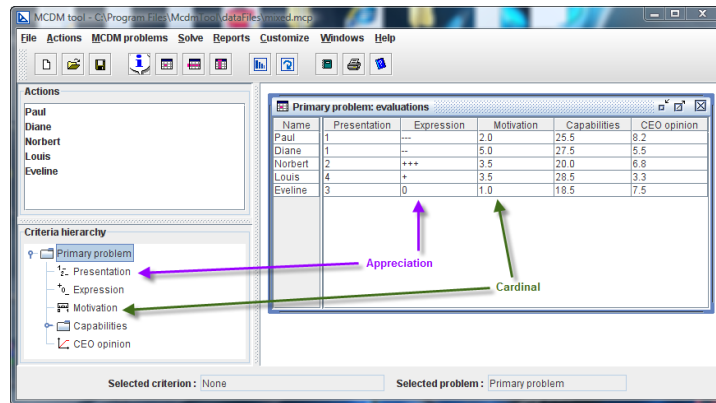 MCDM tool - C:\Program Files\McdmTool\dataFiles\mixed.mcp
File Actions MCDM problems Solve Reports Customize Windows Help
Actions
Paul
Diane
Norbert
Louis
Eveline
Criteria hierarchy
Primary problem
Presentation
Expression
Motivation
Capabilities
CEO opinion
Primary problem: evaluations
Name Presentation Expression Motivation Capabilities CEO opinion
Paul 1 --- 2.0 25.5 8.2
Diane 1 -- 5.0 27.5 5.5
Norbert 2 +++ 3.5 20.0 6.8
Louis 4 + 3.5 28.5 3.3
Eveline 3 0 1.0 18.5 7.5
Appreciation
Cardinal
Selected criterion : None Selected problem : Primary problem